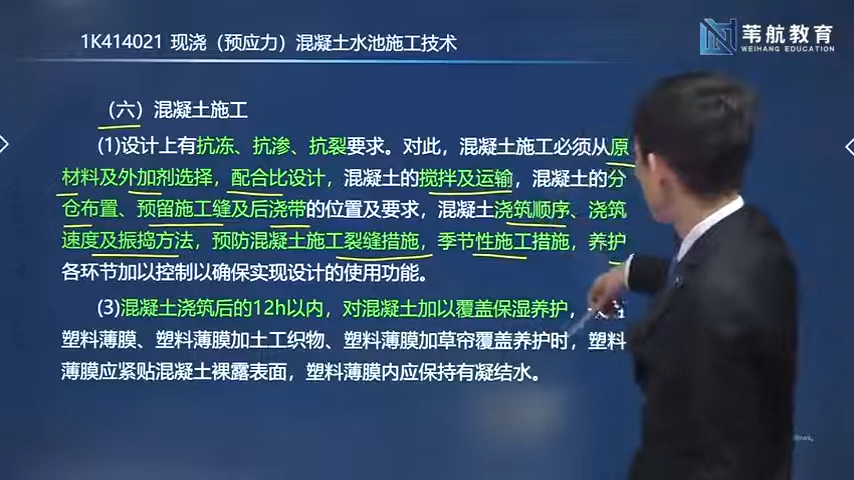 1K414021 现浇（预应力）混凝土水池施工技术
苇航教育
WEIHANG EDUCATION
（六）混凝土施工
(1)设计上有抗冻、抗渗、抗裂要求。对此，混凝土施工必须从原
材料及外加剂选择，配合比设计，混凝土的搅拌及运输，混凝土的分
仓布置、预留施工缝及后浇带的位置及要求，混凝土浇筑顺序、浇筑
速度及振捣方法，预防混凝土施工裂缝措施，季节性施工措施，养护
各环节加以控制以确保实现设计的使用功能。
(3)混凝土浇筑后的12h以内，对混凝土加以覆盖保湿养护，
塑料薄膜、塑料薄膜加土工织物、塑料薄膜加草帘覆盖养护时，塑料
薄膜应紧贴混凝土裸露表面，塑料薄膜内应保持有凝结水。